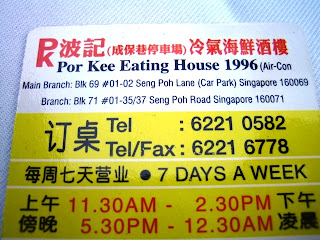 PK 波記 (成保巷停車場) 冷氣海鮮酒樓
Por Kee Eating House 1996 (Air-Con
Main Branch: Blk 69 #01-02 Seng Poh Lane (Car Park) Singapore 160069
Branch: Blk 71 #01-35/37 Seng Poh Road Singapore 160071
订桌 Tel : 6221 0582
Tel/Fax : 6221 6778
每周七天营业 • 7 DAYS A WEEK
上午 11.30AM - 2.30PM 下午
傍晚 5.30PM - 12.30AM 凌晨